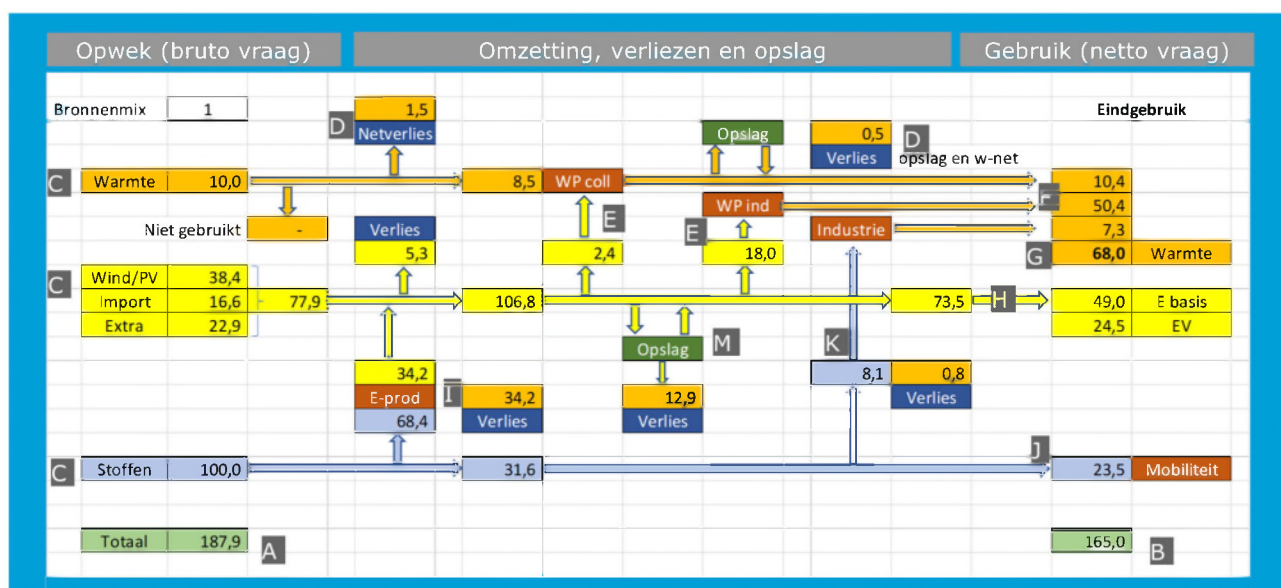 Opwek (bruto vraag) Omzetting, verliezen en opslag Gebruik (netto vraag)
Bronnenmix 1 1,5 Eindgebruik
D Netverlies Opslag 0,5 D
Verlies opslag en w-net
C Warmte 10,0 8,5 WP coll 10,4
WP ind 50,4 F
Niet gebruikt - Verlies E E Industrie 7,3
5,3 2,4 18,0 G 68,0 Warmte
C Wind/PV 38,4
Import 16,6 77,9 106,8 73,5 H 49,0 E basis
Extra 22,9 24,5 EV
Opslag M K
34,2 8,1 0,8
E-prod I 34,2 12,9 Verlies
68,4 Verlies Verlies
C Stoffen 100,0 31,6 J 23,5 Mobiliteit
Totaal 187,9 A 165,0 B